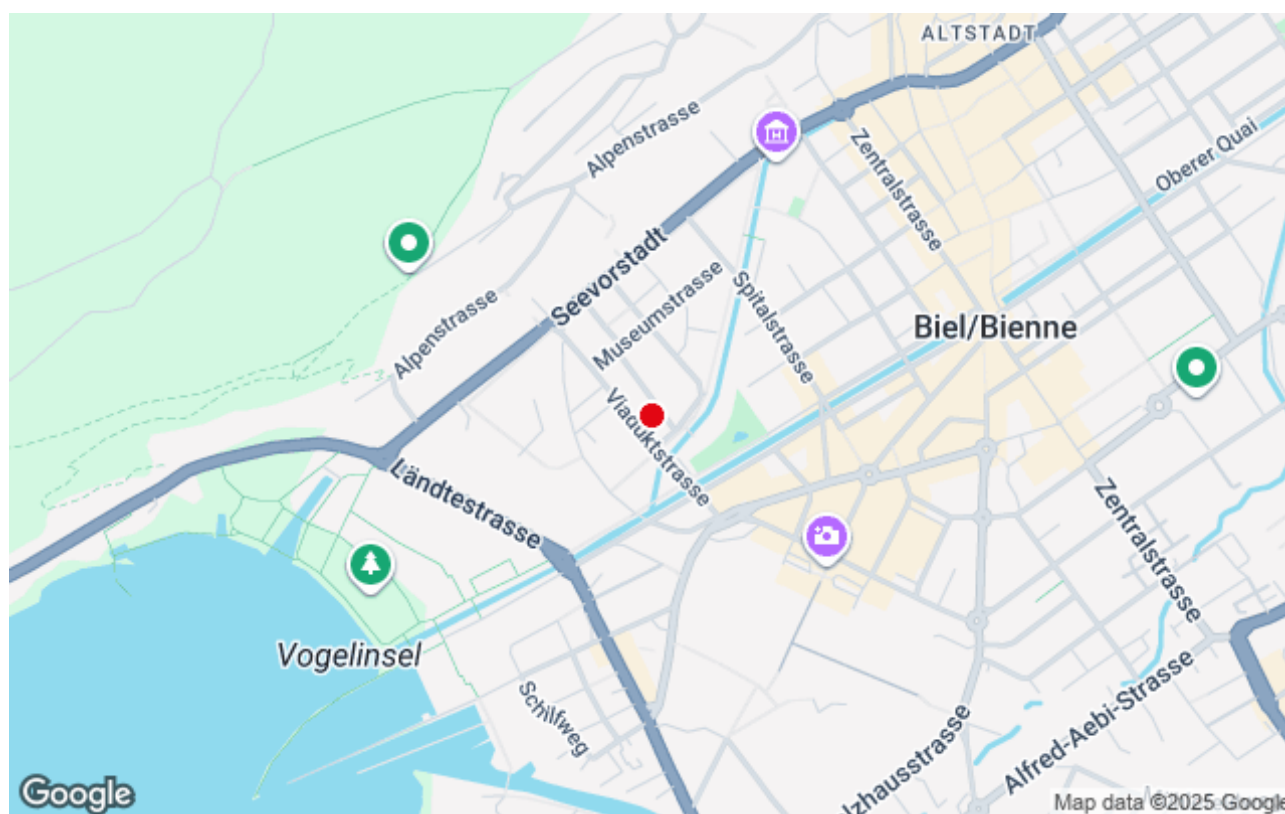 ALTSTADT
Alpenstrasse
Zentralstrasse
Oberer Quai
Seevorstadt
Museumstrasse
Spitalstrasse
Alpenstrasse
Biel/Bienne
Viaduktstrasse
Ländtestrasse
Zentralstrasse
Vogelinsel
Schilfweg
lzhausstrasse
Alfred-Aebi-Strasse
Google
Map data ©2025 Google